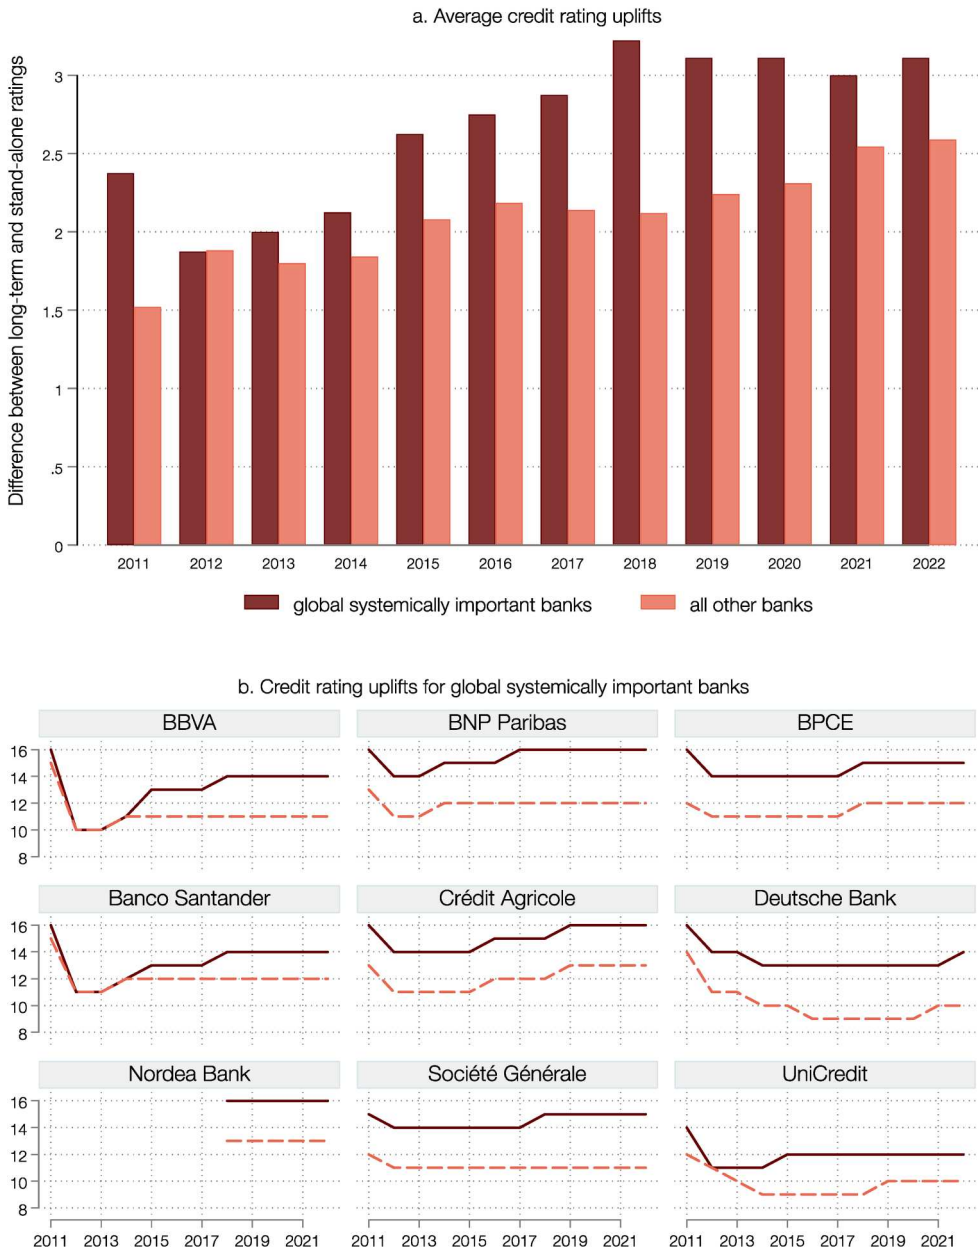 a. Average credit rating uplifts
Difference between long-term and stand-alone ratings
3
2.5
2
1.5
1
.5
0
2011 2012 2013 2014 2015 2016 2017 2018 2019 2020 2021 2022
global systemically important banks all other banks
b. Credit rating uplifts for global systemically important banks
BBVA BNP Paribas BPCE
16
14
12
10
8
Banco Santander Crédit Agricole Deutsche Bank
16
14
12
10
8
Nordea Bank Société Générale UniCredit
16
14
12
10
8
2011 2013 2015 2017 2019 2021 2011 2013 2015 2017 2019 2021 2011 2013 2015 2017 2019 2021